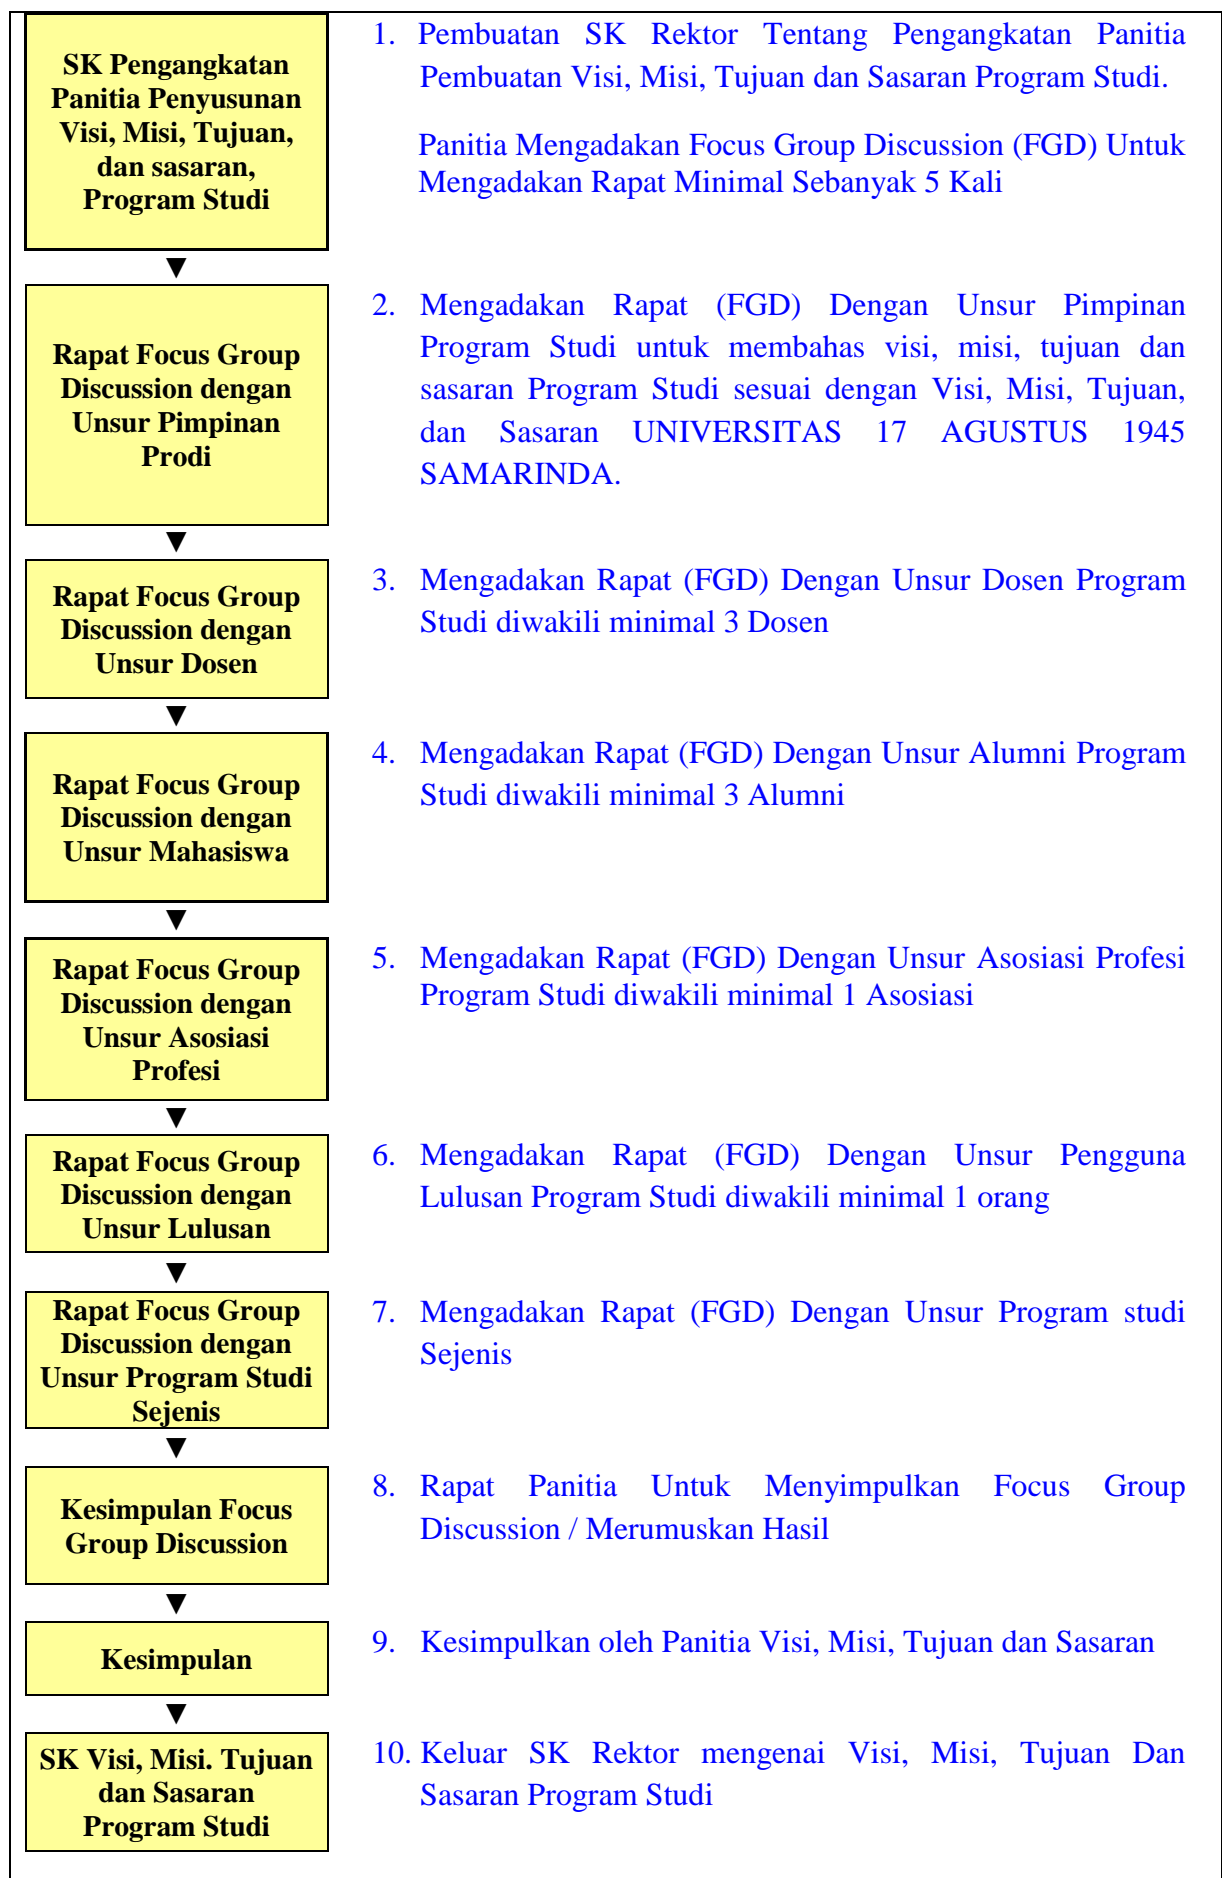 SK Pengangkatan
Panitia Penyusunan
Visi, Misi, Tujuan,
dan sasaran,
Program Studi
1. Pembuatan SK Rektor Tentang Pengangkatan Panitia
Pembuatan Visi, Misi, Tujuan dan Sasaran Program Studi.
Panitia Mengadakan Focus Group Discussion (FGD) Untuk
Mengadakan Rapat Minimal Sebanyak 5 Kali
Rapat Focus Group
Discussion dengan
Unsur Pimpinan
Prodi
2. Mengadakan Rapat (FGD) Dengan Unsur Pimpinan
Program Studi untuk membahas visi, misi, tujuan dan
sasaran Program Studi sesuai dengan Visi, Misi, Tujuan,
dan Sasaran UNIVERSITAS 17 AGUSTUS 1945
SAMARINDA.
Rapat Focus Group
Discussion dengan
Unsur Dosen
3. Mengadakan Rapat (FGD) Dengan Unsur Dosen Program
Studi diwakili minimal 3 Dosen
Rapat Focus Group
Discussion dengan
Unsur Mahasiswa
4. Mengadakan Rapat (FGD) Dengan Unsur Alumni Program
Studi diwakili minimal 3 Alumni
Rapat Focus Group
Discussion dengan
Unsur Asosiasi
Profesi
5. Mengadakan Rapat (FGD) Dengan Unsur Asosiasi Profesi
Program Studi diwakili minimal 1 Asosiasi
Rapat Focus Group
Discussion dengan
Unsur Lulusan
6. Mengadakan Rapat (FGD) Dengan Unsur Pengguna
Lulusan Program Studi diwakili minimal 1 orang
Rapat Focus Group
Discussion dengan
Unsur Program Studi
Sejenis
7. Mengadakan Rapat (FGD) Dengan Unsur Program studi
Sejenis
Kesimpulan Focus
Group Discussion
8. Rapat Panitia Untuk Menyimpulkan Focus Group
Discussion / Merumuskan Hasil
Kesimpulan
9. Kesimpulkan oleh Panitia Visi, Misi, Tujuan dan Sasaran
SK Visi, Misi. Tujuan
dan Sasaran
Program Studi
10. Keluar SK Rektor mengenai Visi, Misi, Tujuan Dan
Sasaran Program Studi